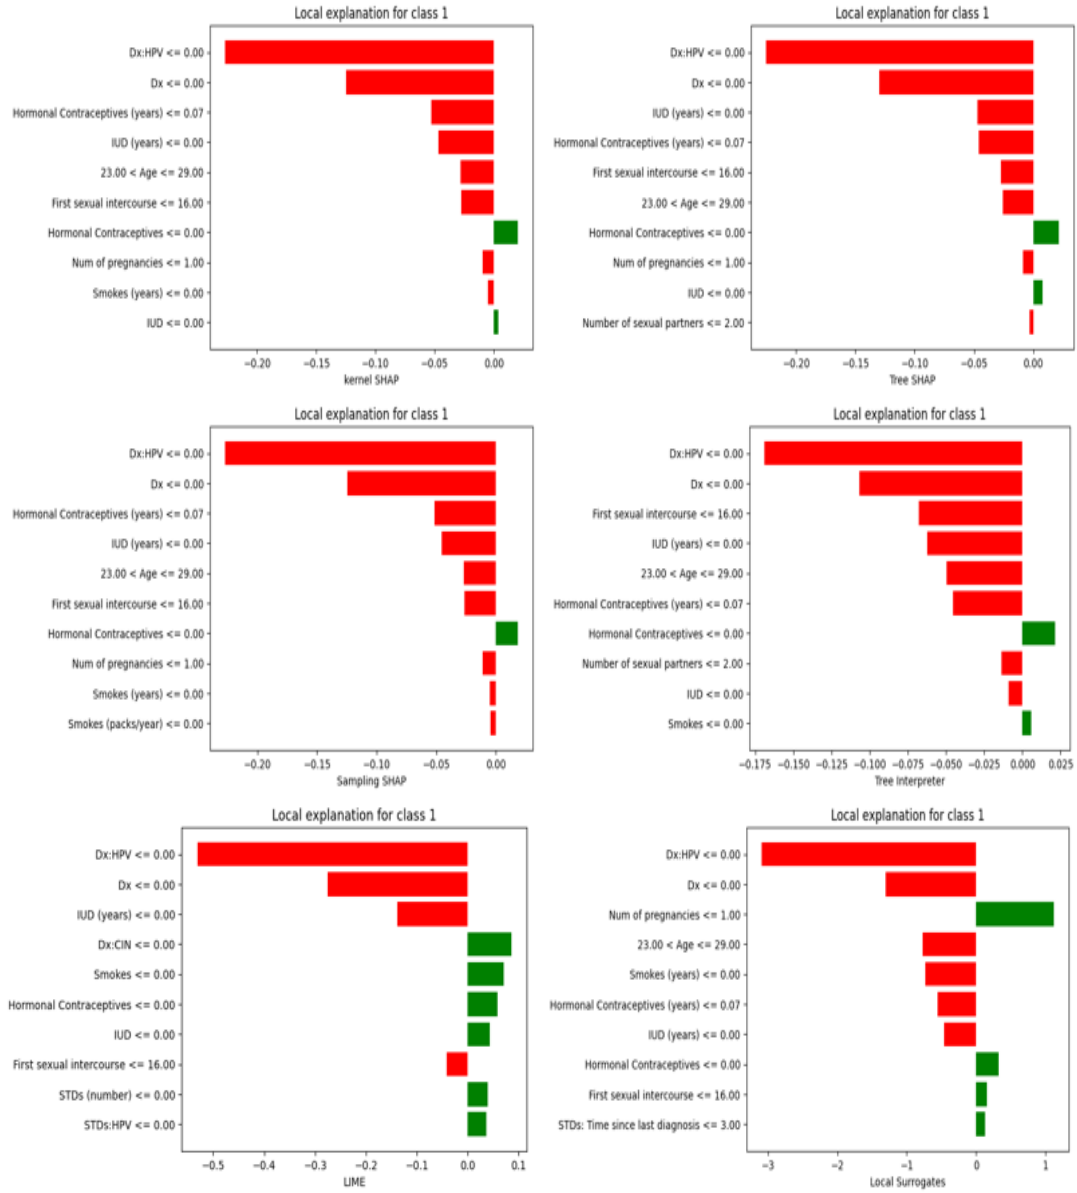 Local explanation for class 1
Dx:HPV <= 0.00
Dx <= 0.00
Hormonal Contraceptives (years) <= 0.07
IUD (years) <= 0.00
23.00 < Age <= 29.00
First sexual intercourse <= 16.00
Hormonal Contraceptives <= 0.00
Num of pregnancies <= 1.00
Smokes (years) <= 0.00
IUD <= 0.00
−0.20 −0.15 −0.10 −0.05 0.00
kernel SHAP
Local explanation for class 1
Dx:HPV <= 0.00
Dx <= 0.00
IUD (years) <= 0.00
Hormonal Contraceptives (years) <= 0.07
First sexual intercourse <= 16.00
23.00 < Age <= 29.00
Hormonal Contraceptives <= 0.00
Num of pregnancies <= 1.00
IUD <= 0.00
Number of sexual partners <= 2.00
−0.20 −0.15 −0.10 −0.05 0.00
Tree SHAP
Local explanation for class 1
Dx:HPV <= 0.00
Dx <= 0.00
Hormonal Contraceptives (years) <= 0.07
IUD (years) <= 0.00
23.00 < Age <= 29.00
First sexual intercourse <= 16.00
Hormonal Contraceptives <= 0.00
Num of pregnancies <= 1.00
Smokes (years) <= 0.00
Smokes (packs/year) <= 0.00
−0.20 −0.15 −0.10 −0.05 0.00
Sampling SHAP
Local explanation for class 1
Dx:HPV <= 0.00
Dx <= 0.00
First sexual intercourse <= 16.00
IUD (years) <= 0.00
23.00 < Age <= 29.00
Hormonal Contraceptives (years) <= 0.07
Hormonal Contraceptives <= 0.00
Number of sexual partners <= 2.00
IUD <= 0.00
Smokes <= 0.00
−0.175 −0.150 −0.125 −0.100 −0.075 −0.050 −0.025 0.000 0.025
Tree Interpreter
Local explanation for class 1
Dx:HPV <= 0.00
Dx <= 0.00
IUD (years) <= 0.00
Dx:CIN <= 0.00
Smokes <= 0.00
Hormonal Contraceptives <= 0.00
IUD <= 0.00
First sexual intercourse <= 16.00
STDs (number) <= 0.00
STDs:HPV <= 0.00
−0.5 −0.4 −0.3 −0.2 −0.1 0.0 0.1
LIME
Local explanation for class 1
Dx:HPV <= 0.00
Dx <= 0.00
Num of pregnancies <= 1.00
23.00 < Age <= 29.00
Smokes (years) <= 0.00
Hormonal Contraceptives (years) <= 0.07
IUD (years) <= 0.00
Hormonal Contraceptives <= 0.00
First sexual intercourse <= 16.00
STDs: Time since last diagnosis <= 3.00
−3 −2 −1 0 1
Local Surrogates